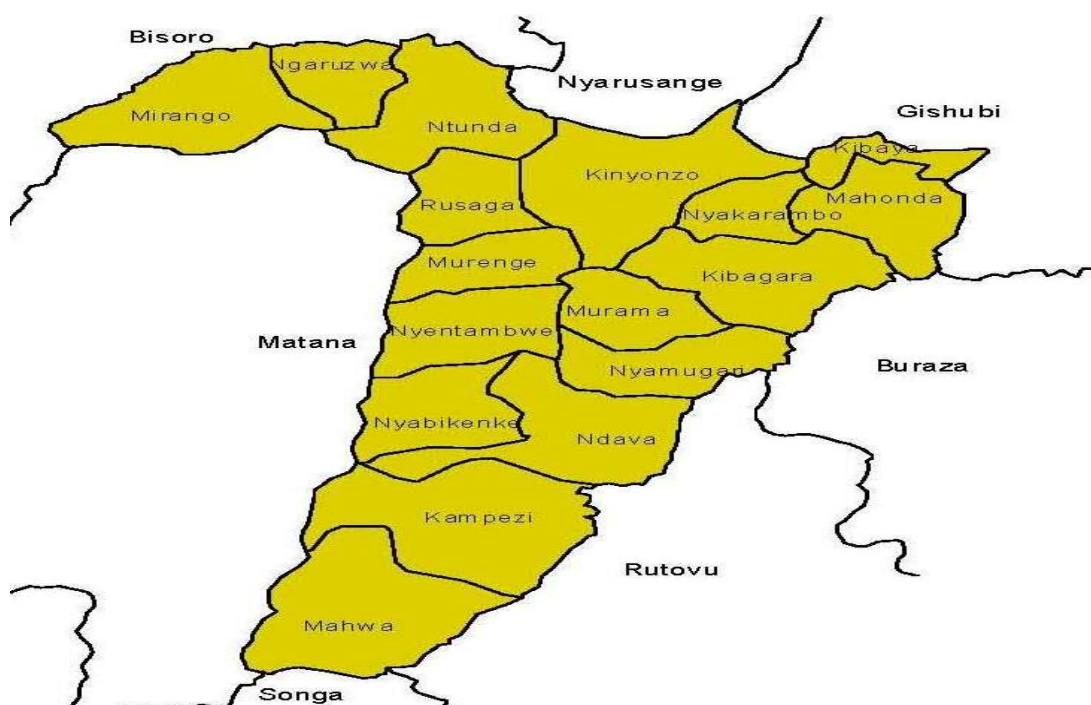 Bisoro
Ngaruzwa
Nyarusange
Mirango
Ntunda
Gishubi
Kibaya
Kinyonzo
Rusaga
Nyakarambo
Mahonda
Murenge
Kibagara
Murama
Nyentambwe
Matana
Nyamugari
Buraza
Nyabikenke
Ndava
Kampezi
Rutovu
Mahwa
Songa